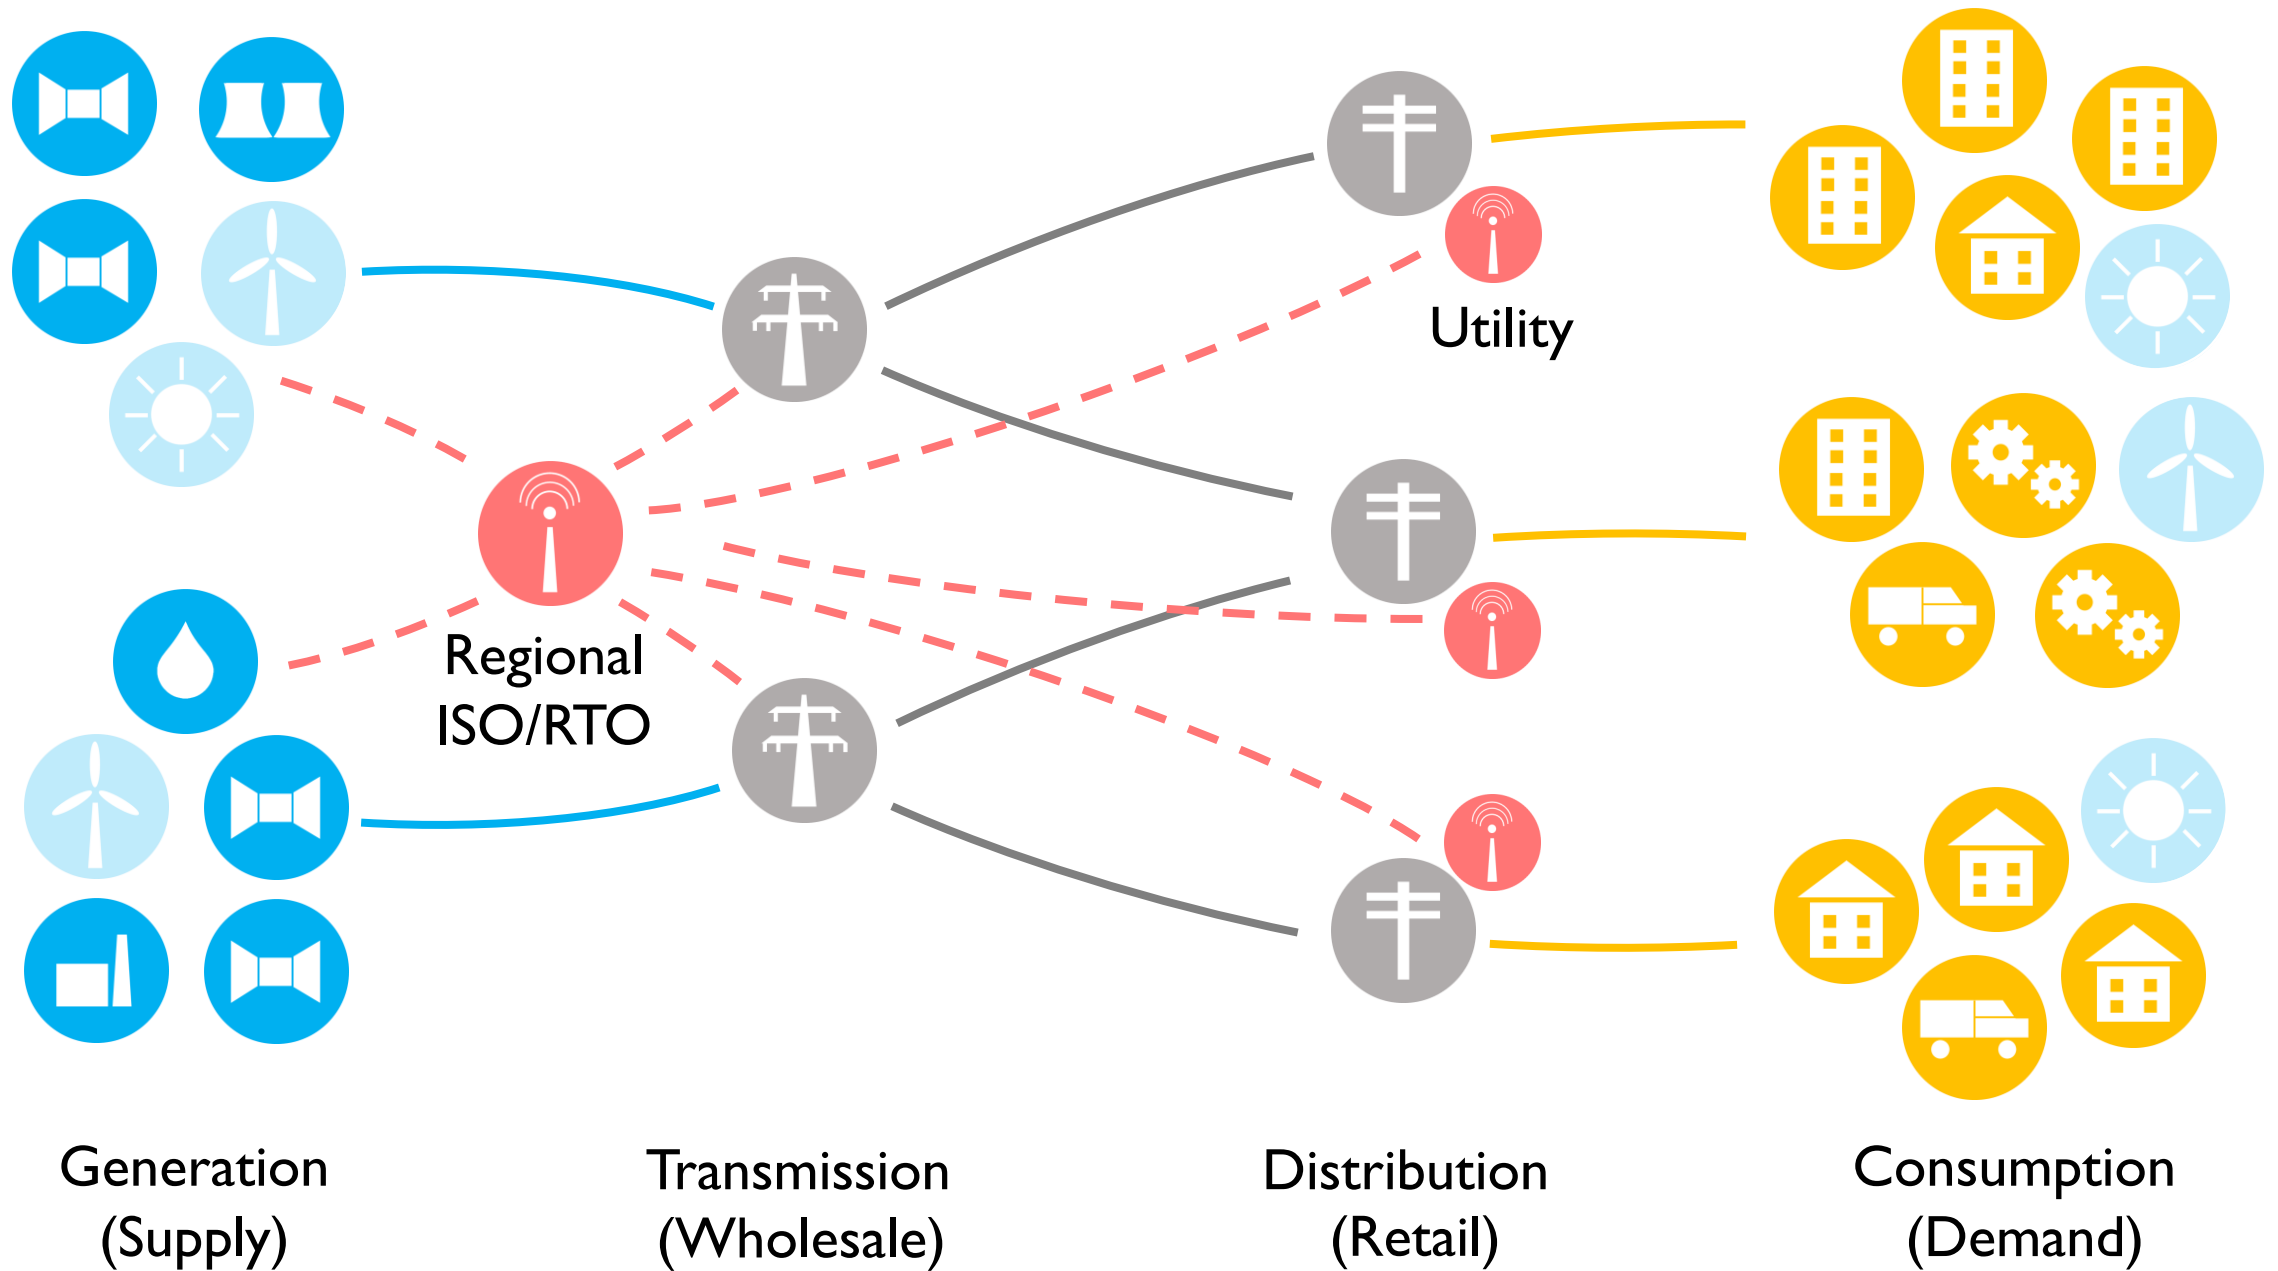 Utility
Regional
ISO/RTO
Generation
(Supply)
Transmission
(Wholesale)
Distribution
(Retail)
Consumption
(Demand)